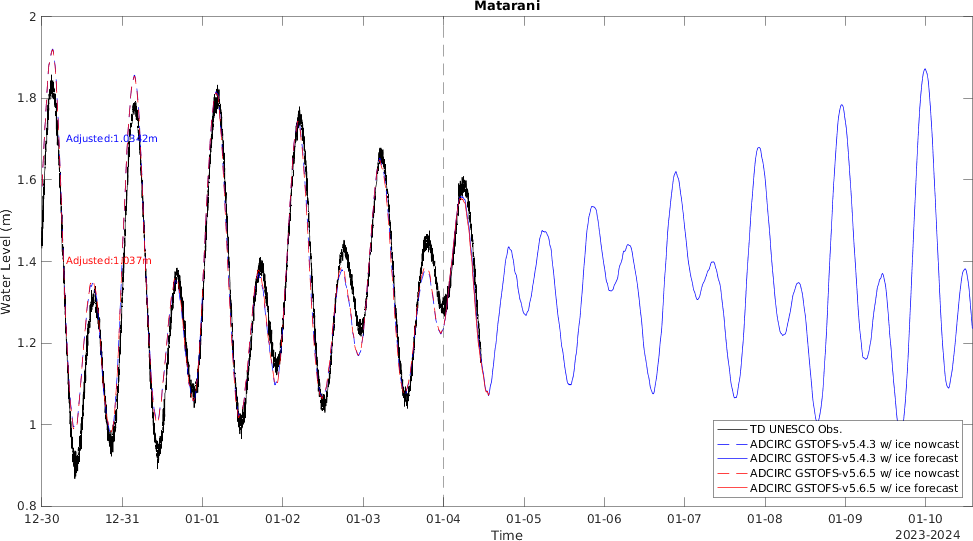 Matarani
2
1.8
1.6
1.4
1.2
1
0.8
Water Level (m)
Adjusted:1.0342m
Adjusted:1.037m
TD UNESCO Obs.
ADCIRC GSTOFS-v5.4.3 w/ ice nowcast
ADCIRC GSTOFS-v5.4.3 w/ ice forecast
ADCIRC GSTOFS-v5.6.5 w/ ice nowcast
ADCIRC GSTOFS-v5.6.5 w/ ice forecast
12-30 12-31 01-01 01-02 01-03 01-04 01-05 01-06 01-07 01-08 01-09 01-10
Time
2023-2024